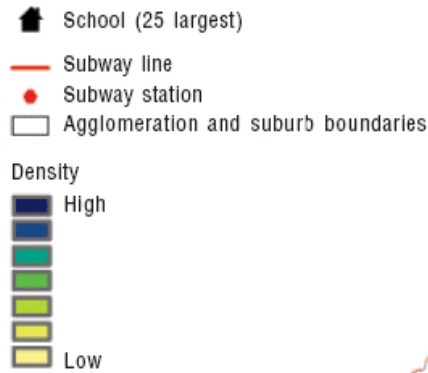 School (25 largest)
Subway line
Subway station
Agglomeration and suburb boundaries
Density
High
Low